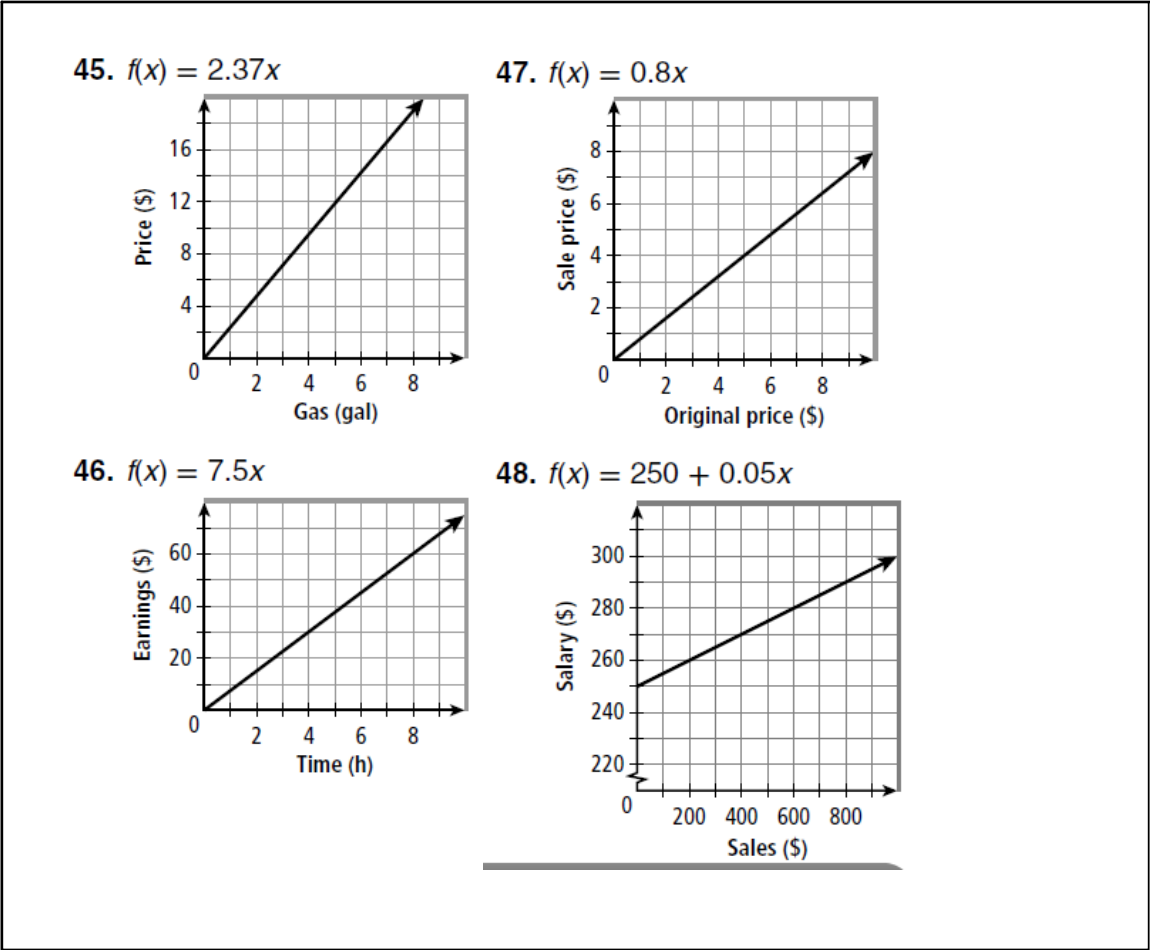 45. f(x) = 2.37x
Price ($)
16
12
8
4
0
2 4 6 8
Gas (gal)
47. f(x) = 0.8x
Sale price ($)
8
6
4
2
0
2 4 6 8
Original price ($)
46. f(x) = 7.5x
Earnings ($)
60
40
20
0
2 4 6 8
Time (h)
48. f(x) = 250 + 0.05x
Salary ($)
300
280
260
240
220
0
200 400 600 800
Sales ($)